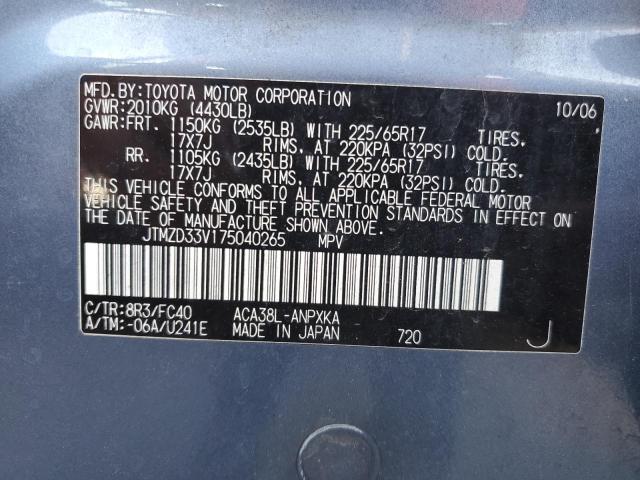 MFD.BY:TOYOTA MOTOR CORPORATION 10/06
GVWR:2010KG (4430LB)
GAWR:FRT. 1150KG (2535LB) WITH 225/65R17 TIRES,
17X7J RIMS, AT 220KPA (32PSI) COLD.
RR. 1105KG (2435LB) WITH 225/65R17 TIRES,
17X7J RIMS, AT 220KPA (32PSI) COLD.
THIS VEHICLE CONFORMS TO ALL APPLICABLE FEDERAL MOTOR
VEHICLE SAFETY AND THEFT PREVENTION STANDARDS IN EFFECT ON
THE DATE OF MANUFACTURE SHOWN ABOVE.
JTMZD33V175040265 MPV
C/TR:8R3/FC40 ACA38L-ANPXKA
A/TM:-06A/U241E MADE IN JAPAN 720 J